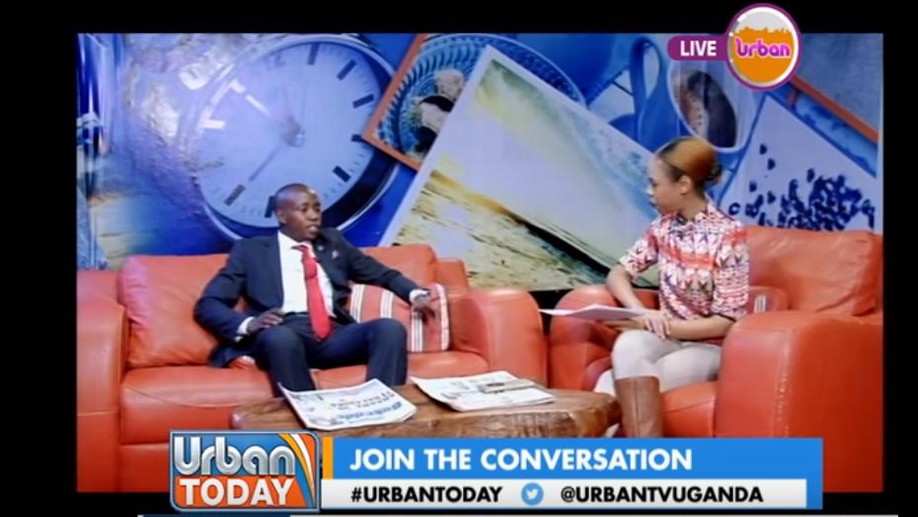 LIVE
Urban
Urban
TODAY
JOIN THE CONVERSATION
#URBANTODAY @URBANTVUGANDA